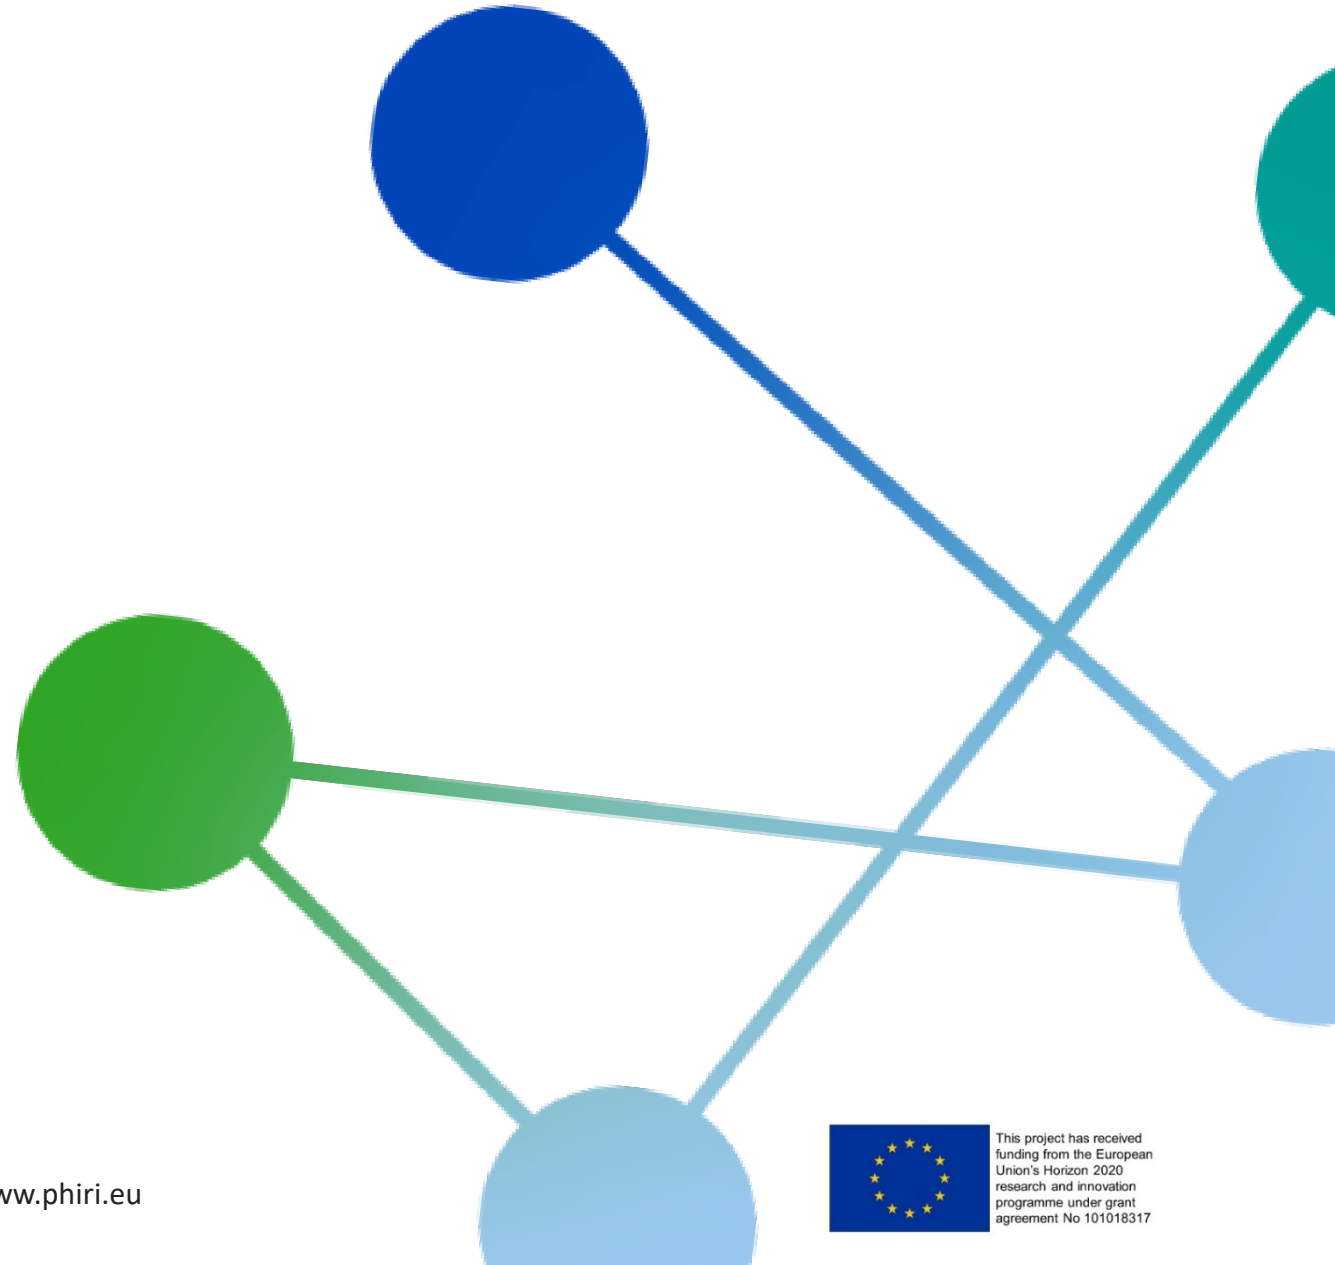 This project has received
funding from the European
Union's Horizon 2020
research and innovation
programme under grant
agreement No 101018317
ww.phiri.eu